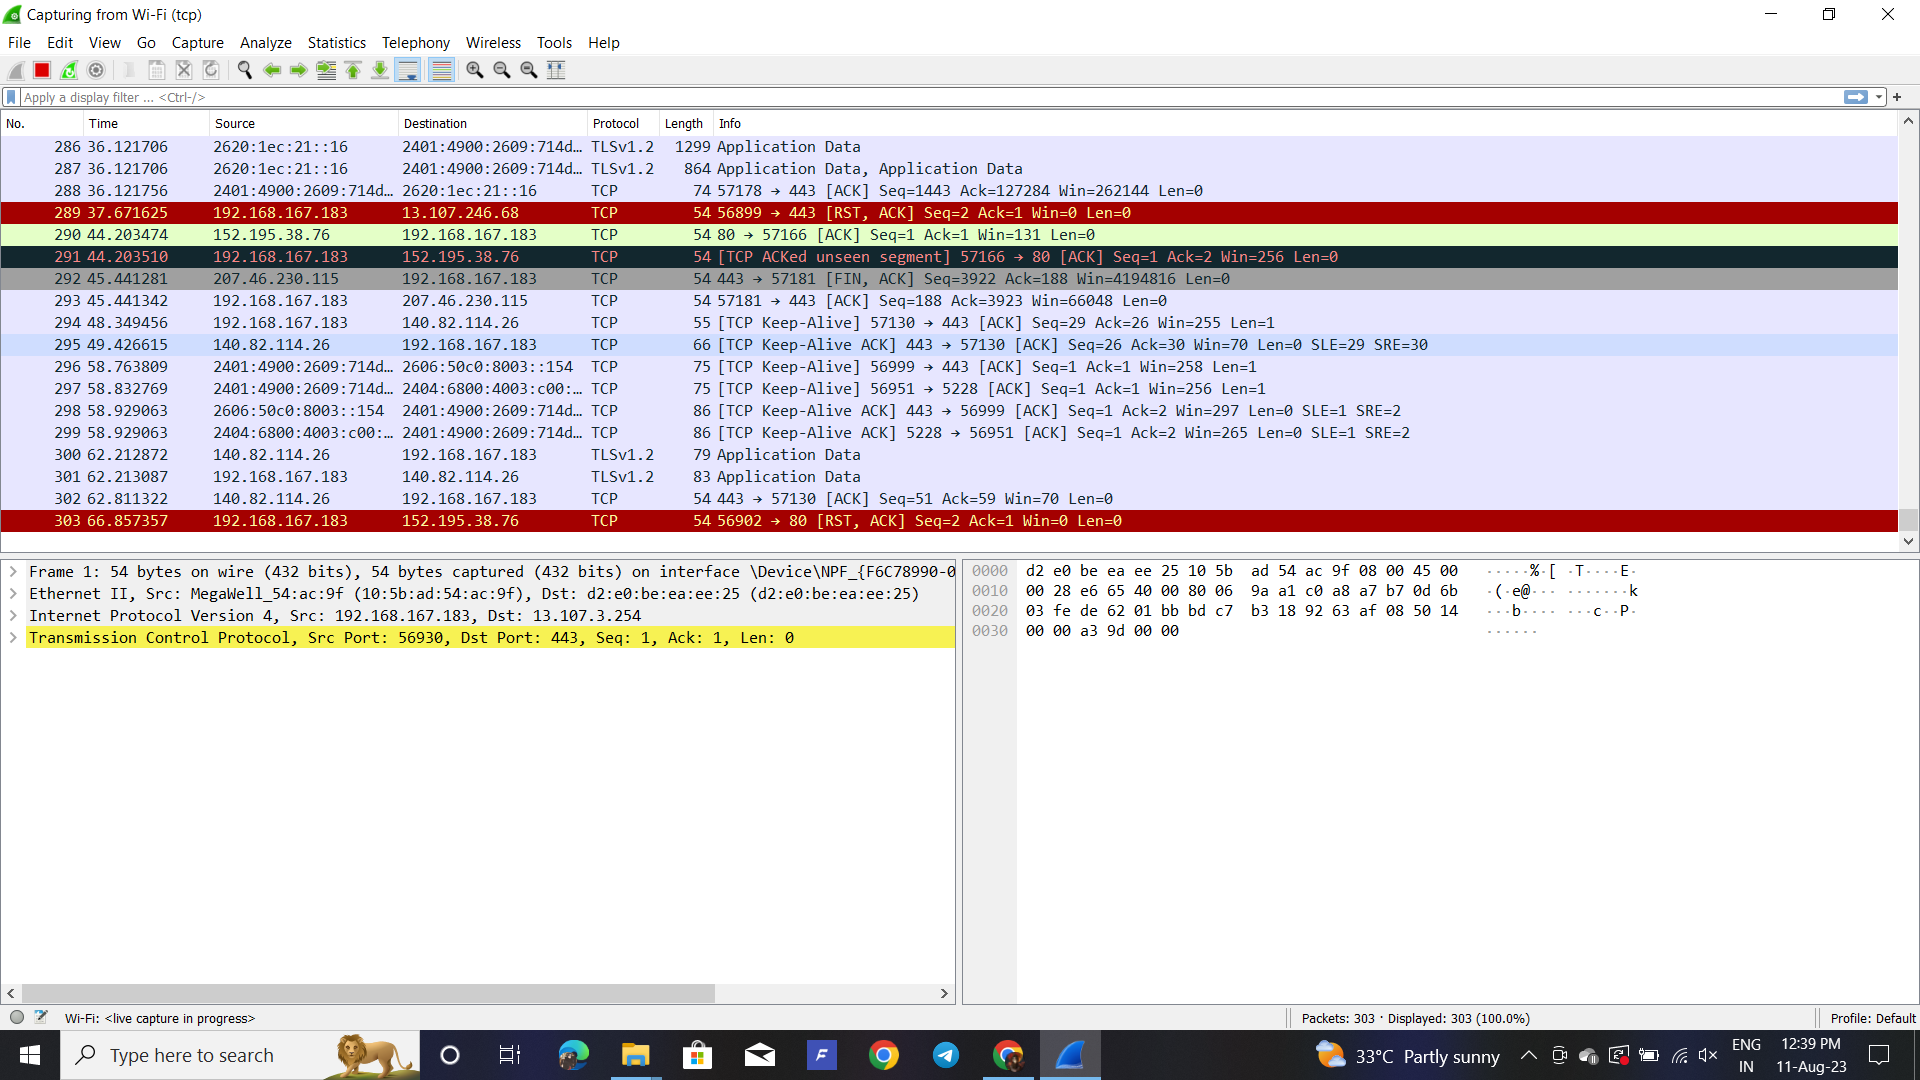 Capturing from Wi-Fi (tcp)
File Edit View Go Capture Analyze Statistics Telephony Wireless Tools Help
Apply a display filter ... <Ctrl-/>
No. Time Source Destination Protocol Length Info
286 36.121706 2620:1ec:21::16 2401:4900:2609:714d... TLSv1.2 1299 Application Data
287 36.121706 2620:1ec:21::16 2401:4900:2609:714d... TLSv1.2 864 Application Data, Application Data
288 36.121756 2401:4900:2609:714d... 2620:1ec:21::16 TCP 74 57178 → 443 [ACK] Seq=1443 Ack=127284 Win=262144 Len=0
289 37.671625 192.168.167.183 13.107.246.68 TCP 54 56899 → 443 [RST, ACK] Seq=2 Ack=1 Win=0 Len=0
290 44.203474 152.195.38.76 192.168.167.183 TCP 54 80 → 57166 [ACK] Seq=1 Ack=1 Win=131 Len=0
291 44.203510 192.168.167.183 152.195.38.76 TCP 54 [TCP ACKed unseen segment] 57166 → 80 [ACK] Seq=1 Ack=2 Win=256 Len=0
292 45.441281 207.46.230.115 192.168.167.183 TCP 54 443 → 57181 [FIN, ACK] Seq=3922 Ack=188 Win=4194816 Len=0
293 45.441342 192.168.167.183 207.46.230.115 TCP 54 57181 → 443 [ACK] Seq=188 Ack=3923 Win=66048 Len=0
294 48.349456 192.168.167.183 140.82.114.26 TCP 55 [TCP Keep-Alive] 57130 → 443 [ACK] Seq=29 Ack=26 Win=255 Len=1
295 49.426615 140.82.114.26 192.168.167.183 TCP 66 [TCP Keep-Alive ACK] 443 → 57130 [ACK] Seq=26 Ack=30 Win=70 Len=0 SLE=29 SRE=30
296 58.763809 2401:4900:2609:714d... 2606:50c0:8003::154 TCP 75 [TCP Keep-Alive] 56999 → 443 [ACK] Seq=1 Ack=1 Win=258 Len=1
297 58.832769 2401:4900:2609:714d... 2404:6800:4003:c00:... TCP 75 [TCP Keep-Alive] 56951 → 5228 [ACK] Seq=1 Ack=1 Win=256 Len=1
298 58.929063 2606:50c0:8003::154 2401:4900:2609:714d... TCP 86 [TCP Keep-Alive ACK] 443 → 56999 [ACK] Seq=1 Ack=2 Win=297 Len=0 SLE=1 SRE=2
299 58.929063 2404:6800:4003:c00:... 2401:4900:2609:714d... TCP 86 [TCP Keep-Alive ACK] 5228 → 56951 [ACK] Seq=1 Ack=2 Win=265 Len=0 SLE=1 SRE=2
300 62.212872 140.82.114.26 192.168.167.183 TLSv1.2 79 Application Data
301 62.213087 192.168.167.183 140.82.114.26 TLSv1.2 83 Application Data
302 62.811322 140.82.114.26 192.168.167.183 TCP 54 443 → 57130 [ACK] Seq=51 Ack=59 Win=70 Len=0
303 66.857357 192.168.167.183 152.195.38.76 TCP 54 56902 → 80 [RST, ACK] Seq=2 Ack=1 Win=0 Len=0
Frame 1: 54 bytes on wire (432 bits), 54 bytes captured (432 bits) on interface \Device\NPF_{F6C78990-0
Ethernet II, Src: MegaWell_54:ac:9f (10:5b:ad:54:ac:9f), Dst: d2:e0:be:ea:ee:25 (d2:e0:be:ea:ee:25)
Internet Protocol Version 4, Src: 192.168.167.183, Dst: 13.107.3.254
Transmission Control Protocol, Src Port: 56930, Dst Port: 443, Seq: 1, Ack: 1, Len: 0
0000 d2 e0 be ea ee 25 10 5b ad 54 ac 9f 08 00 45 00 ·····%·[ ·T····E·
0010 00 28 e6 65 40 00 80 06 9a a1 c0 a8 a7 b7 0d 6b ·(·e@··· ·······k
0020 03 fe de 62 01 bb bd c7 b3 18 92 63 af 08 50 14 ···b···· ···c··P·
0030 00 00 a3 9d 00 00 ······
Wi-Fi: <live capture in progress>
Packets: 303 · Displayed: 303 (100.0%)
Profile: Default
Type here to search
33°C Partly sunny
ENG
IN
12:39 PM
11-Aug-23